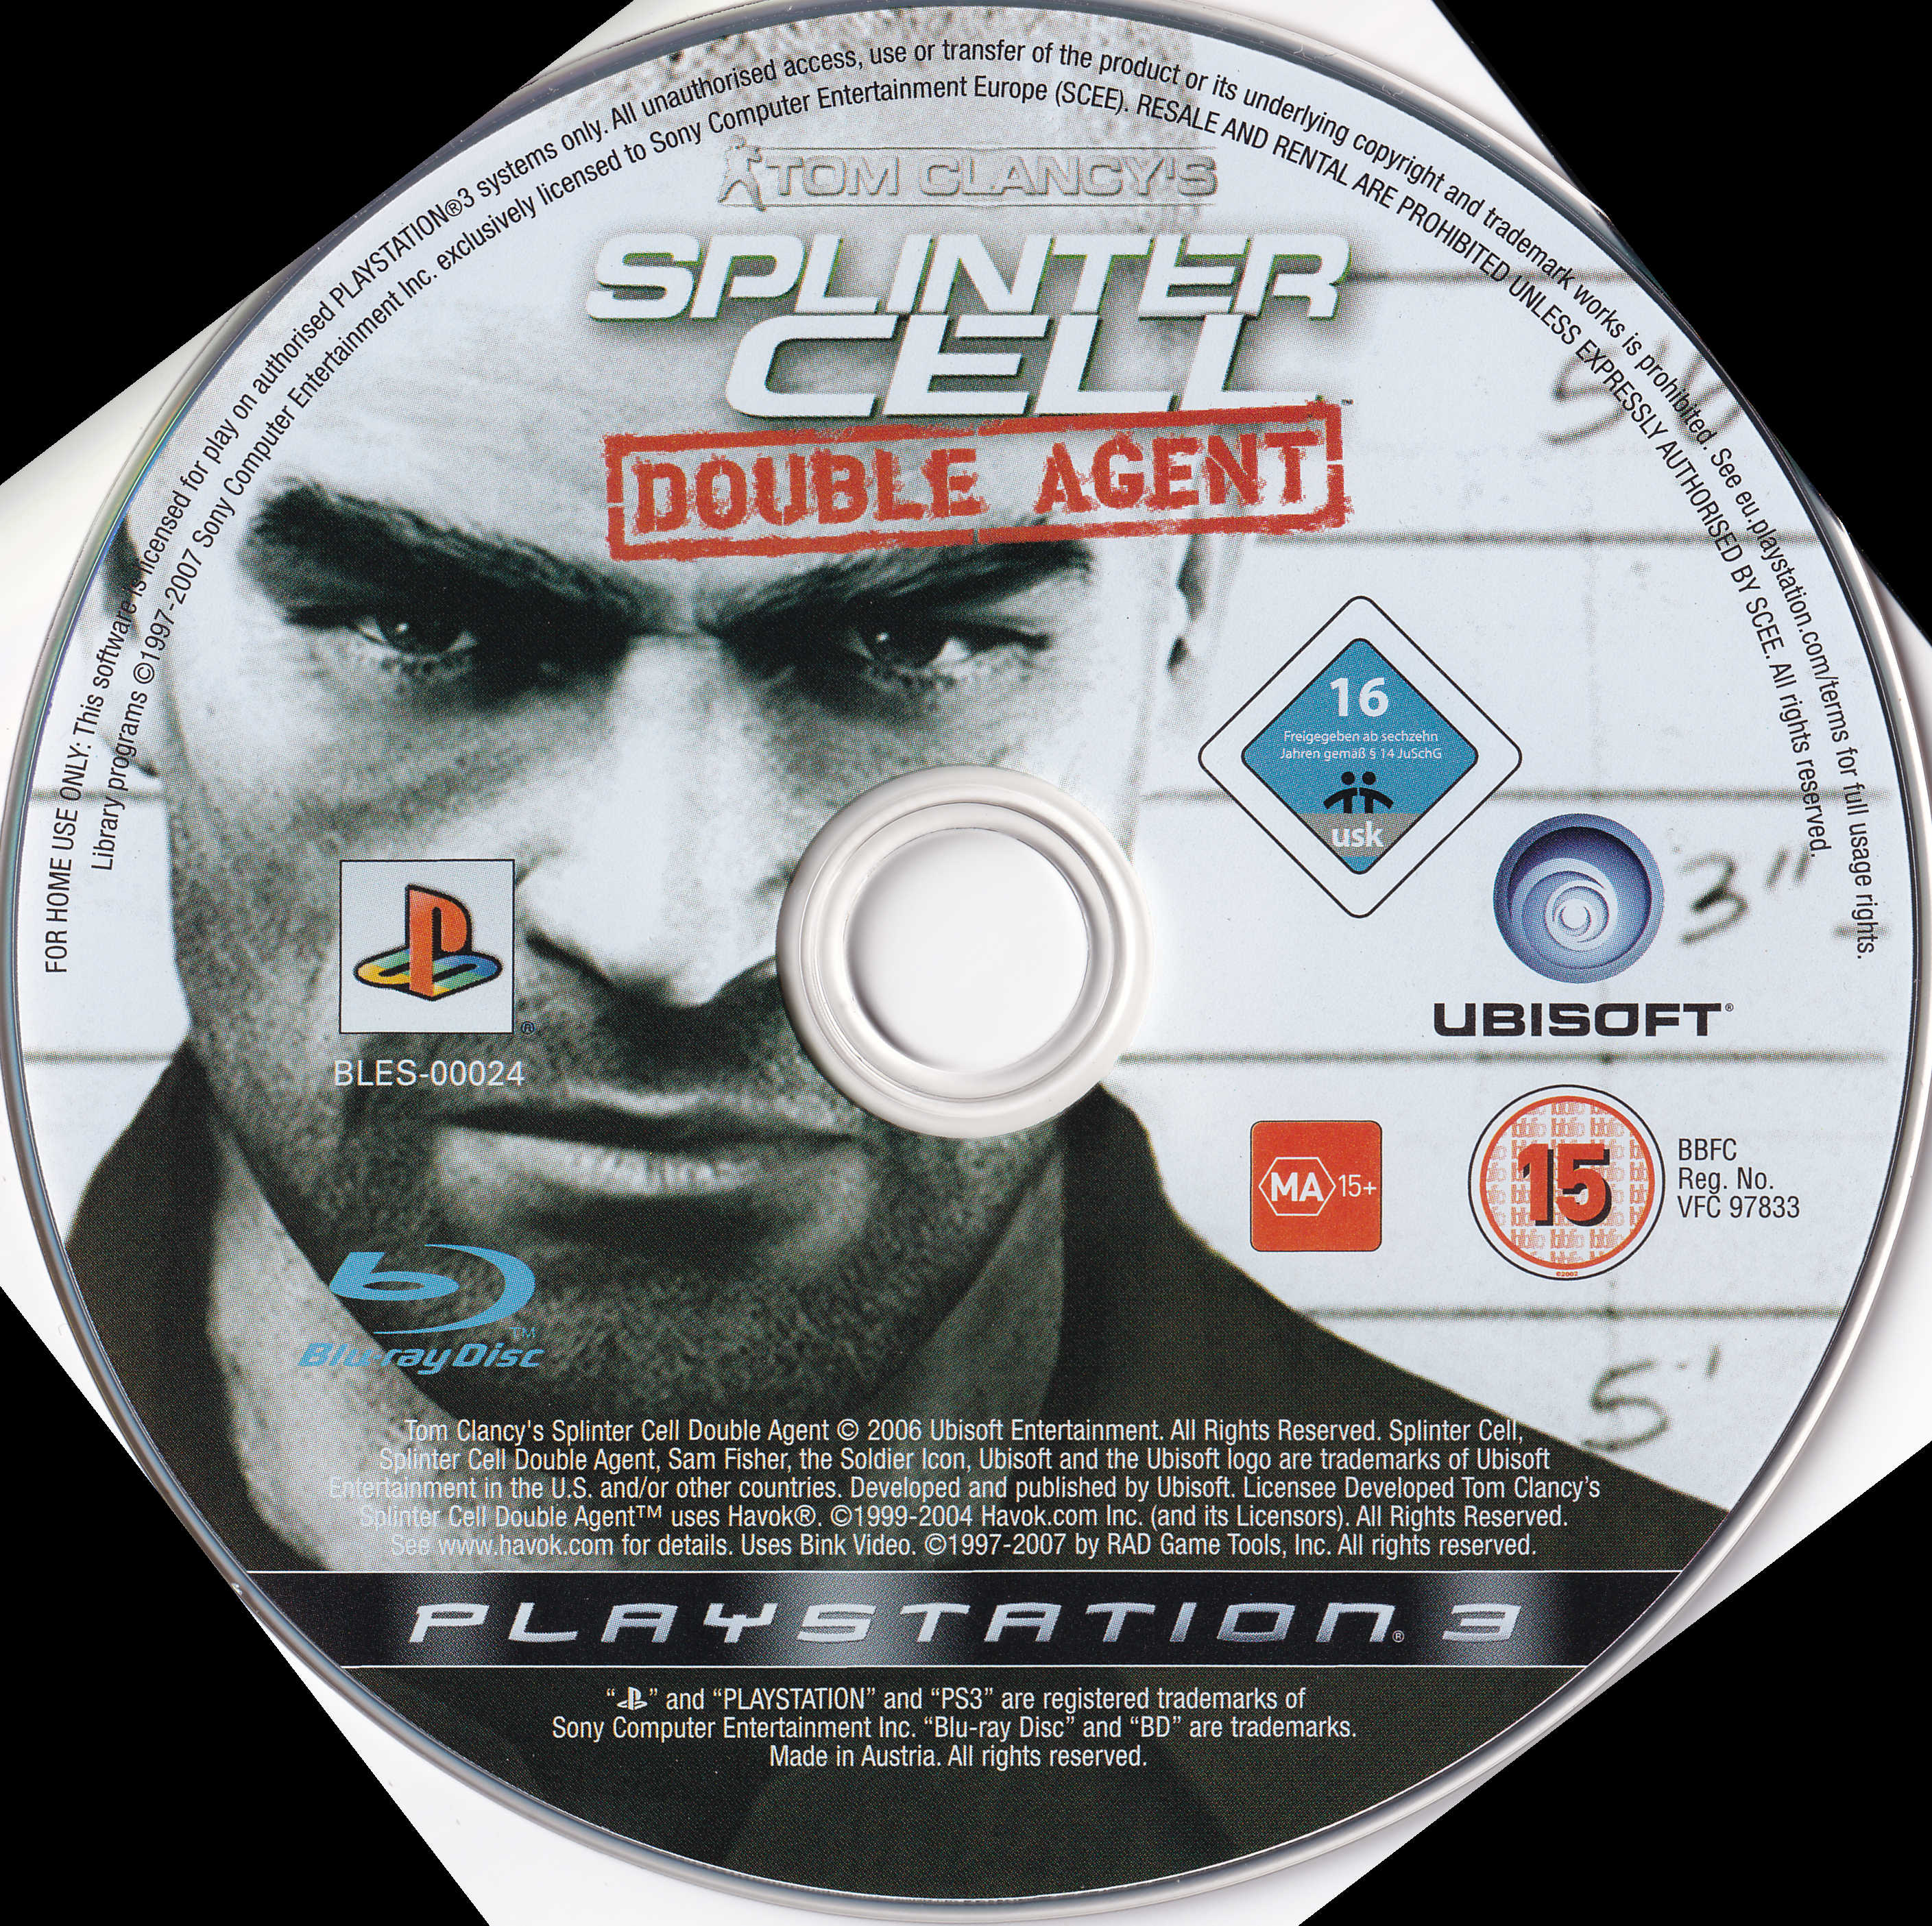 FOR HOME USE ONLY: This software is licensed for play on authorised PLAYSTATION®3 systems only. All unauthorised access, use or transfer of the product or its underlying copyright and trademark works is prohibited. See eu.playstation.com/terms for full usage rights.
Library programs ©1997-2007 Sony Computer Entertainment Inc. exclusively licensed to Sony Computer Entertainment Europe (SCEE). RESALE AND RENTAL ARE PROHIBITED UNLESS EXPRESSLY AUTHORISED BY SCEE. All rights reserved.
TOM CLANCY'S
SPLINTER
CELL™
DOUBLE AGENT
16
Freigegeben ab sechzehn
Jahren gemäß § 14 JuSchG
usk
3"
UBISOFT®
®
BLES-00024
MA 15+
15
©2002
BBFC
Reg. No.
VFC 97833
TM
Blu-ray Disc
5'
Tom Clancy's Splinter Cell Double Agent © 2006 Ubisoft Entertainment. All Rights Reserved. Splinter Cell,
Splinter Cell Double Agent, Sam Fisher, the Soldier Icon, Ubisoft and the Ubisoft logo are trademarks of Ubisoft
Entertainment in the U.S. and/or other countries. Developed and published by Ubisoft. Licensee Developed Tom Clancy's
Splinter Cell Double Agent™ uses Havok®. ©1999-2004 Havok.com Inc. (and its Licensors). All Rights Reserved.
See www.havok.com for details. Uses Bink Video. ©1997-2007 by RAD Game Tools, Inc. All rights reserved.
PLAYSTATION®3
" " and "PLAYSTATION" and "PS3" are registered trademarks of
Sony Computer Entertainment Inc. "Blu-ray Disc" and "BD" are trademarks.
Made in Austria. All rights reserved.